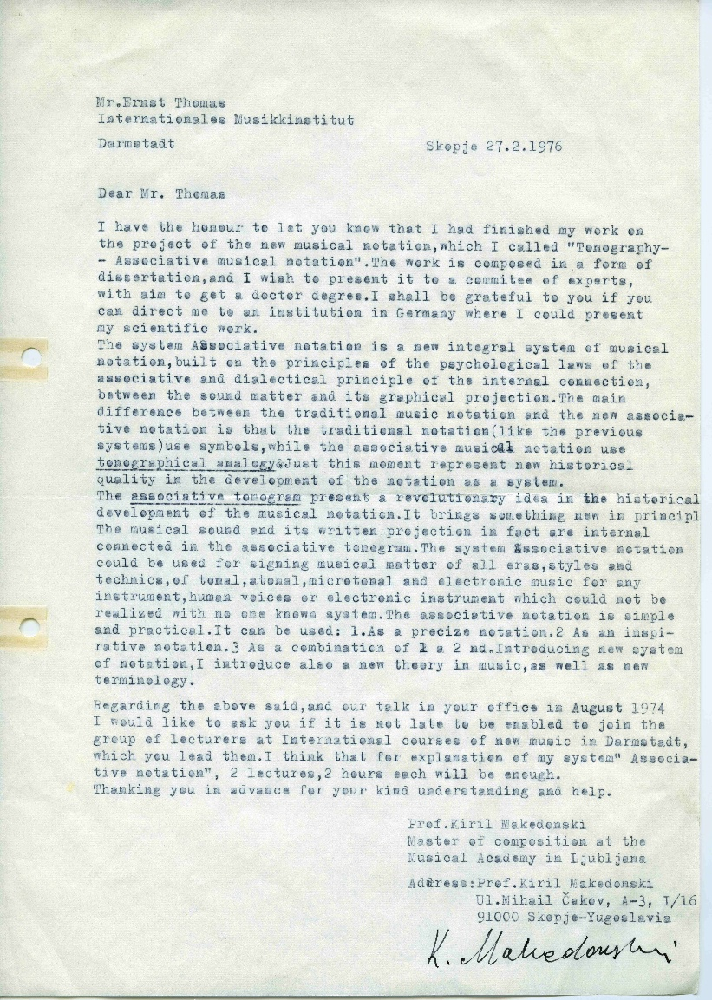 Mr.Ernst Thomas
Internationales Musikkinstitut
Darmstadt
Skopje 27.2.1976
Dear Mr. Thomas
I have the honour to let you know that I had finished my work on
the project of the new musical notation,which I called "Tonography-
- Associative musical notation".The work is composed in a form of
dissertation,and I wish to present it to a commitee of experts,
with aim to get a doctor degree.I shall be grateful to you if you
can direct me to an institution in Germany where I could present
my scientific work.
The system Associative notation is a new integral system of musical
notation,built on the principles of the psychological laws of the
associative and dialectical principle of the internal connection,
between the sound matter and its graphical projection.The main
difference between the traditional music notation and the new associa-
tive notation is that the traditional notation(like the previous
systems)use symbols,while the associative musical notation use
tonographical analogy&Just this moment represent new historical
quality in the development of the notation as a system.
The associative tonogram present a revolutionaty idea in the historical
development of the musical notation.It brings something new in principl
The musical sound and its written projection in fact are internal
connected in the associative tonogram.The system Associative notation
could be used for signing musical matter of all eras,styles and
technics,of tonal,atonal,microtonal and electronic music for any
instrument,human voices or electronic instrument which could not be
realized with no one known system.The associative notation is simple
and practical.It can be used: 1.As a precize notation.2 As an inspi-
rative notation.3 As a combination of 1 a 2 nd.Introducing new system
of notation,I introduce also a new theory in music,as well as new
terminology.
Regarding the above said,and our talk in your office in August 1974
I would like to ask you if it is not late to be enabled to join the
group of lecturers at International courses of new music in Darmstadt,
which you lead them.I think that for explanation of my system" Associa-
tive notation", 2 lectures,2 hours each will be enough.
Thanking you in advance for your kind understanding and help.
Prof.Kiril Makedonski
Master of composition at the
Musical Academy in Ljubljana
Address:Prof.Kiril Makedonski
Ul.Mihail Čakov, A-3, I/16
91000 Skopje-Yugoslavia
K. Makedonski